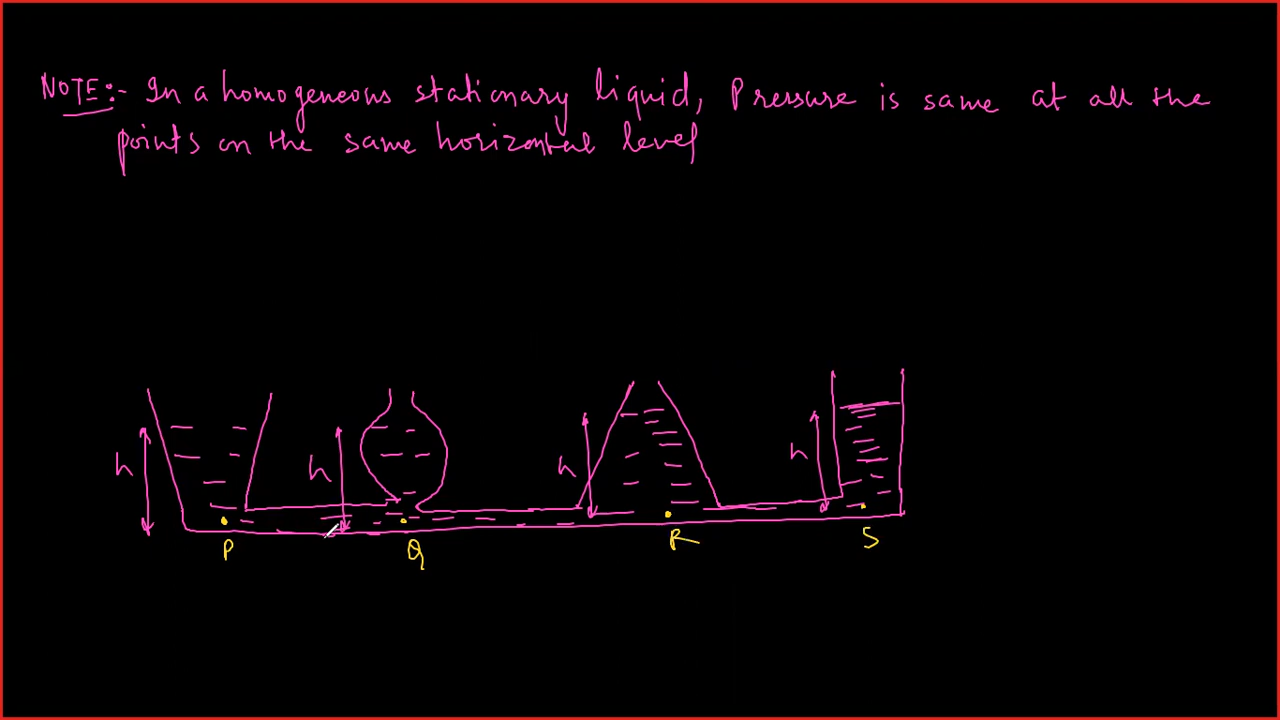 NOTE:- In a homogeneous stationary liquid, Pressure is same at all the
points on the same horizontal level
h h h h
P Q R S